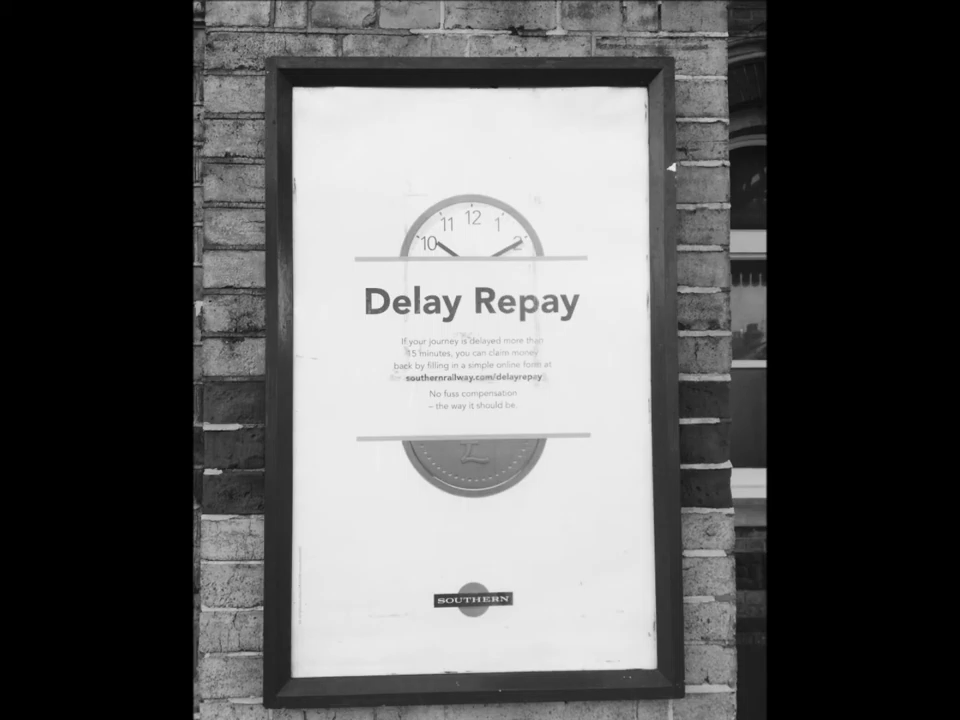 11 12 1
10 2
Delay Repay
If your journey is delayed more than
15 minutes, you can claim money
back by filling in a simple online form at
southernrailway.com/delayrepay
No fuss compensation
– the way it should be.
£
SOUTHERN